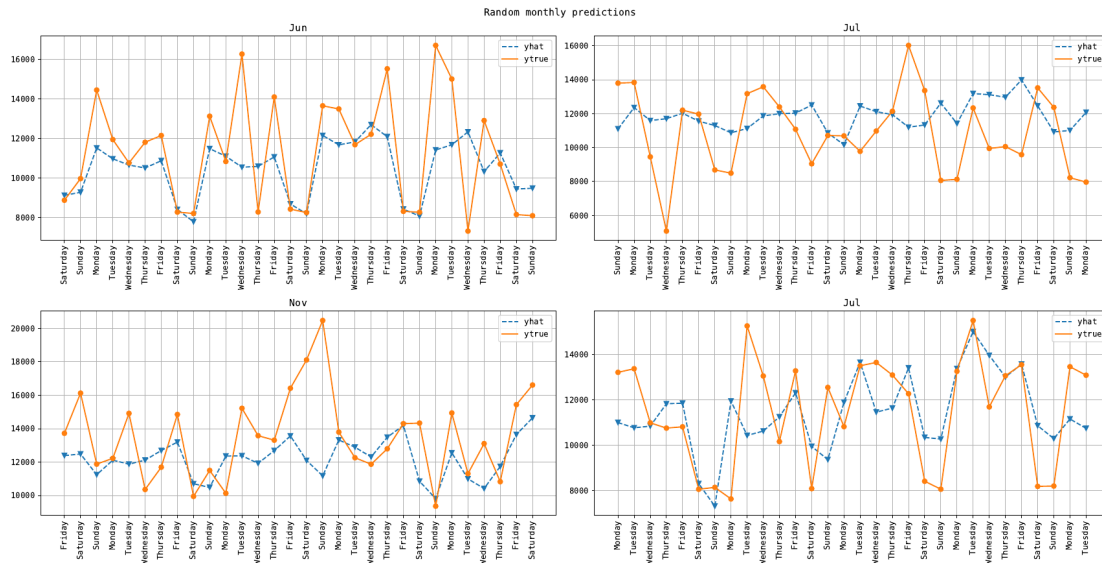 Random monthly predictions
Jun
16000
14000
12000
10000
8000
yhat
ytrue
Saturday
Sunday
Monday
Tuesday
Wednesday
Thursday
Friday
Saturday
Sunday
Monday
Tuesday
Wednesday
Thursday
Friday
Saturday
Sunday
Monday
Tuesday
Wednesday
Thursday
Friday
Saturday
Sunday
Monday
Tuesday
Wednesday
Thursday
Friday
Saturday
Sunday
Jul
16000
14000
12000
10000
8000
6000
yhat
ytrue
Sunday
Monday
Tuesday
Wednesday
Thursday
Friday
Saturday
Sunday
Monday
Tuesday
Wednesday
Thursday
Friday
Saturday
Sunday
Monday
Tuesday
Wednesday
Thursday
Friday
Saturday
Sunday
Monday
Tuesday
Wednesday
Thursday
Friday
Saturday
Sunday
Monday
Nov
20000
18000
16000
14000
12000
10000
yhat
ytrue
Friday
Saturday
Sunday
Monday
Tuesday
Wednesday
Thursday
Friday
Saturday
Sunday
Monday
Tuesday
Wednesday
Thursday
Friday
Saturday
Sunday
Monday
Tuesday
Wednesday
Thursday
Friday
Saturday
Sunday
Monday
Tuesday
Wednesday
Thursday
Friday
Saturday
Jul
14000
12000
10000
8000
yhat
ytrue
Monday
Tuesday
Wednesday
Thursday
Friday
Saturday
Sunday
Monday
Tuesday
Wednesday
Thursday
Friday
Saturday
Sunday
Monday
Tuesday
Wednesday
Thursday
Friday
Saturday
Sunday
Monday
Tuesday
Wednesday
Thursday
Friday
Saturday
Sunday
Monday
Tuesday